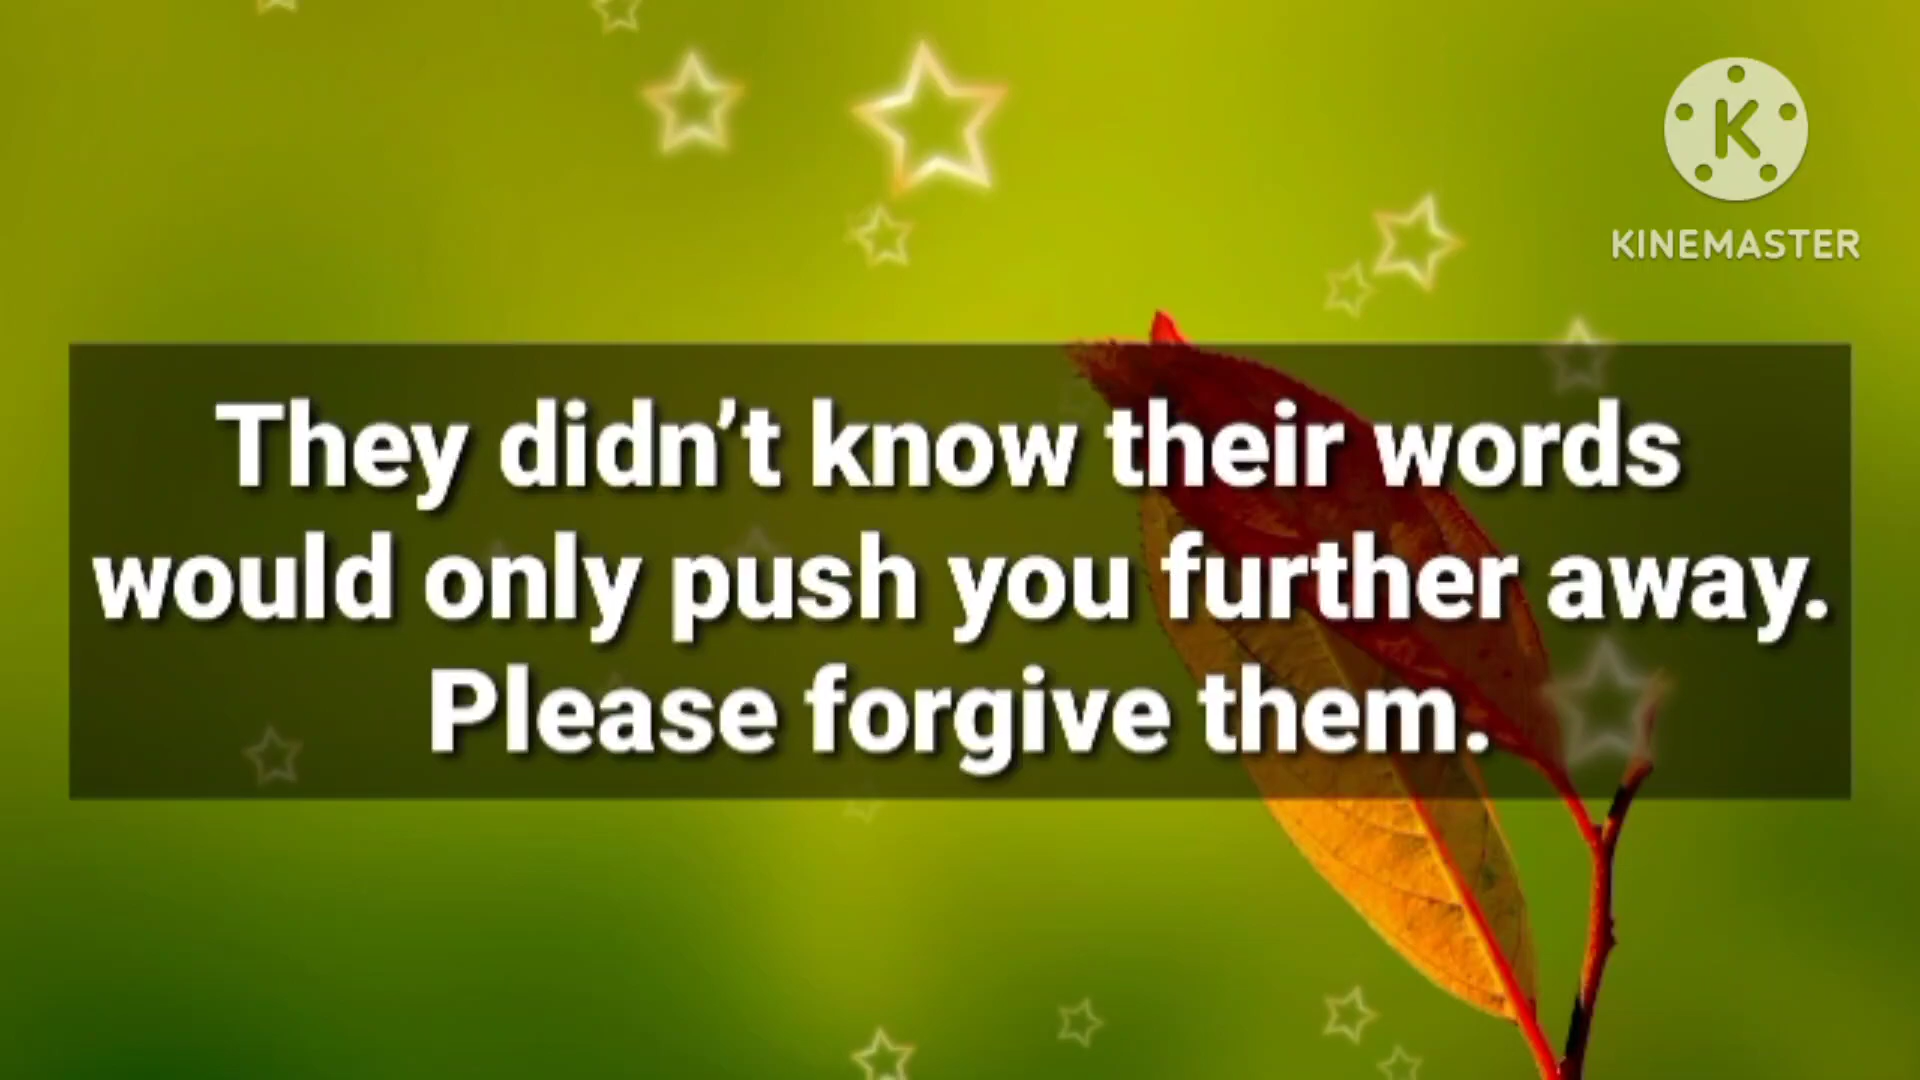 KINEMASTER
They didn’t know their words
would only push you further away.
Please forgive them.